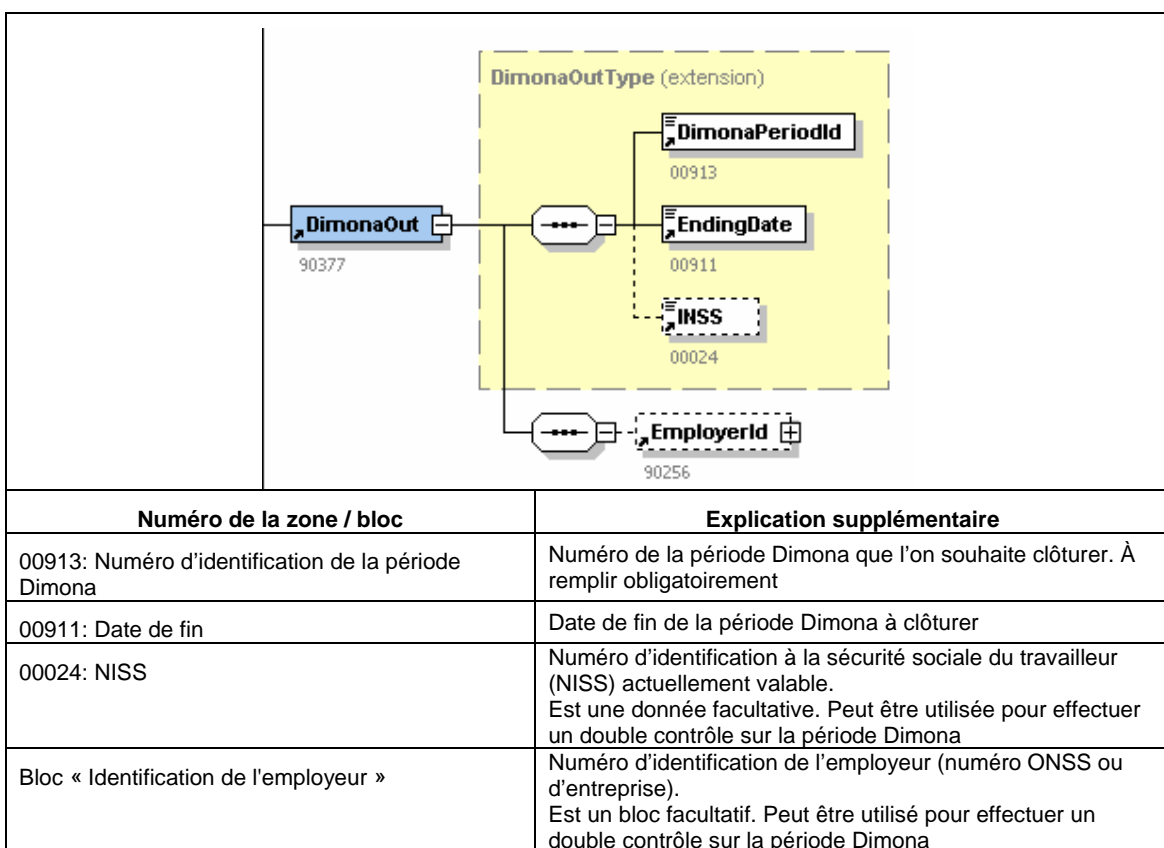 DimonaOutType (extension)
DimonaPeriodId
00913
DimonaOut
90377
EndingDate
00911
INSS
00024
EmployerId
90256
Numéro de la zone / bloc
Explication supplémentaire
00913: Numéro d'identification de la période
Dimona
Numéro de la période Dimona que l'on souhaite clôturer. À
remplir obligatoirement
00911: Date de fin
Date de fin de la période Dimona à clôturer
00024: NISS
Numéro d'identification à la sécurité sociale du travailleur
(NISS) actuellement valable.
Est une donnée facultative. Peut être utilisée pour effectuer
un double contrôle sur la période Dimona
Bloc « Identification de l'employeur »
Numéro d'identification de l'employeur (numéro ONSS ou
d'entreprise).
Est un bloc facultatif. Peut être utilisé pour effectuer un
double contrôle sur la période Dimona